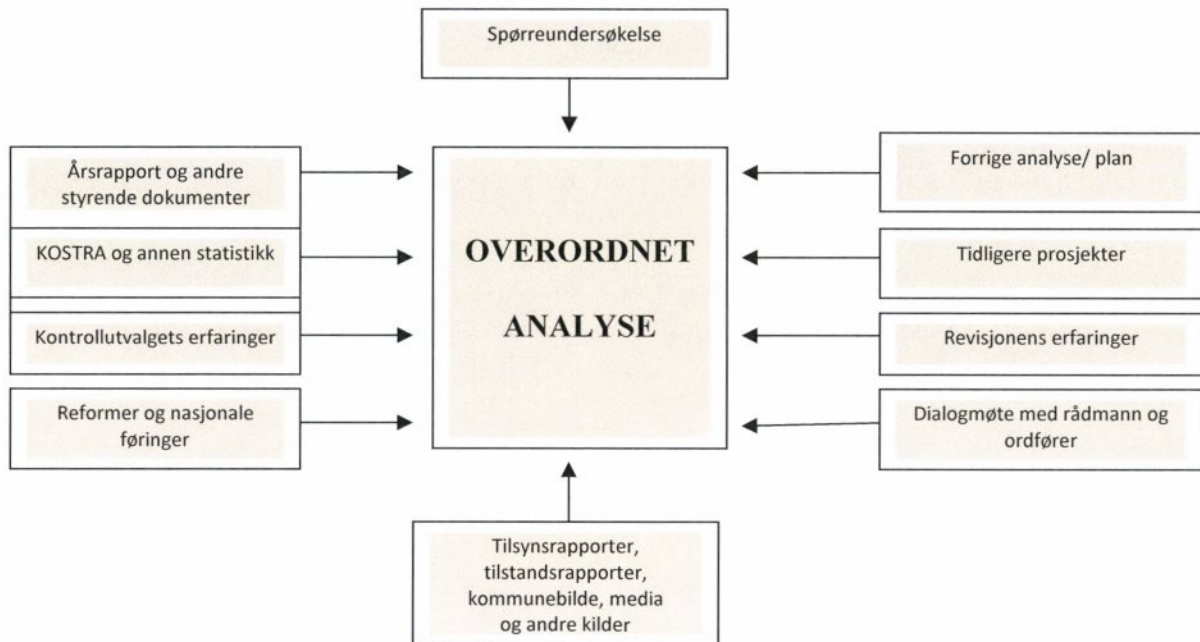 Spørreundersøkelse
Årsrapport og andre
styrende dokumenter
KOSTRA og annen statistikk
Kontrollutvalgets erfaringer
Reformer og nasjonale
føringer
OVERORDNET
ANALYSE
Forrige analyse/ plan
Tidligere prosjekter
Revisjonens erfaringer
Dialogmøte med rådmann og
ordfører
Tilsynsrapporter,
tilstandsrapporter,
kommunebilde, media
og andre kilder